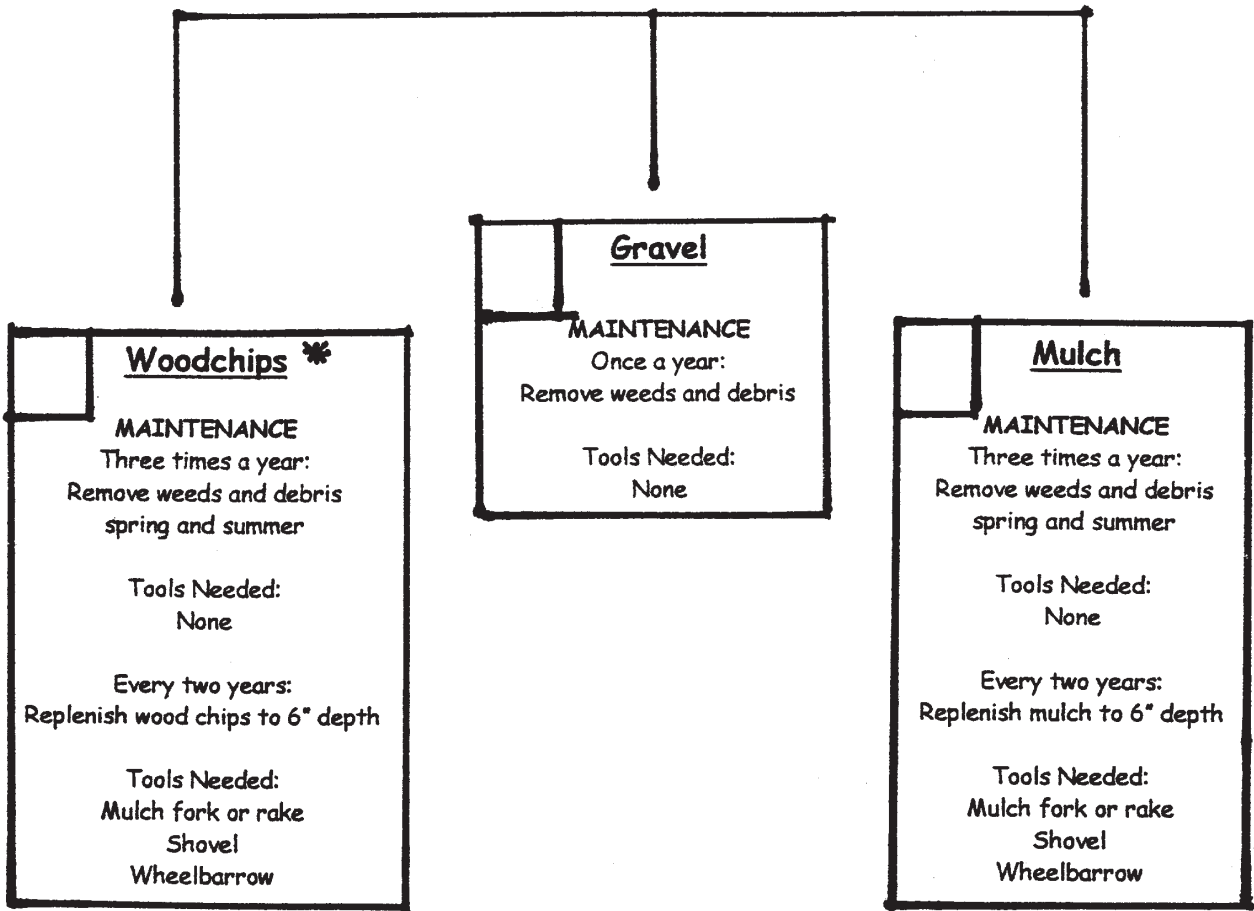 Woodchips *
MAINTENANCE
Three times a year:
Remove weeds and debris
spring and summer
Tools Needed:
None
Every two years:
Replenish wood chips to 6" depth
Tools Needed:
Mulch fork or rake
Shovel
Wheelbarrow
Gravel
MAINTENANCE
Once a year:
Remove weeds and debris
Tools Needed:
None
Mulch
MAINTENANCE
Three times a year:
Remove weeds and debris
spring and summer
Tools Needed:
None
Every two years:
Replenish mulch to 6" depth
Tools Needed:
Mulch fork or rake
Shovel
Wheelbarrow